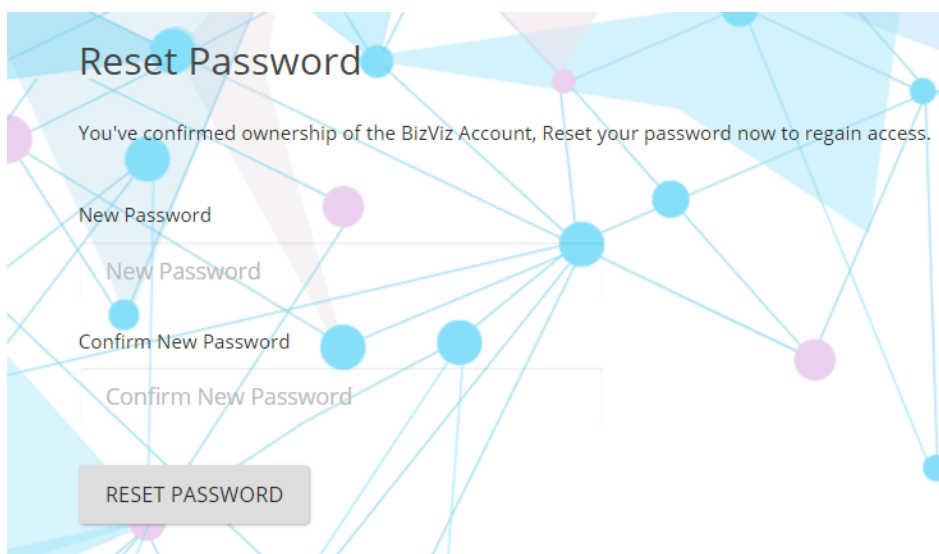 Reset Password
You've confirmed ownership of the BizViz Account, Reset your password now to regain access.
New Password
New Password
Confirm New Password
Confirm New Password
RESET PASSWORD